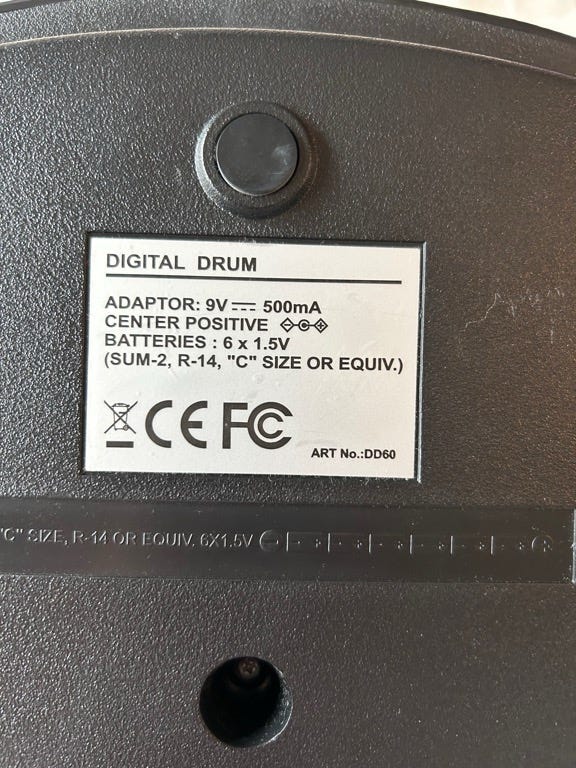 DIGITAL DRUM
ADAPTOR: 9V ⎓ 500mA
CENTER POSITIVE
BATTERIES : 6 x 1.5V
(SUM-2, R-14, "C" SIZE OR EQUIV.)
CE FC
ART No.:DD60
"C" SIZE, R-14 OR EQUIV. 6X1.5V